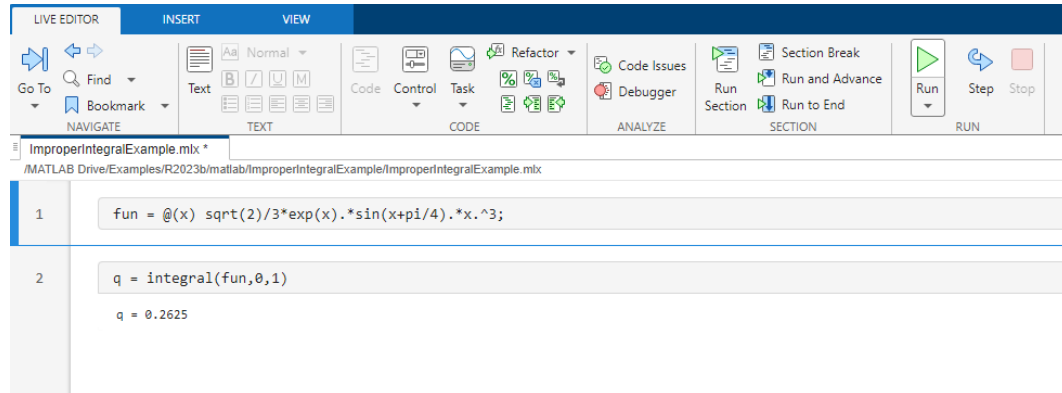 LIVE EDITOR INSERT VIEW
Go To
Find
Bookmark
NAVIGATE
Text
Aa Normal
B I U M
TEXT
Code
Control
Task
Refactor
CODE
Code Issues
Debugger
ANALYZE
Run
Section
Section Break
Run and Advance
Run to End
SECTION
Run
Step
Stop
RUN
ImproperIntegralExample.mlx *
/MATLAB Drive/Examples/R2023b/matlab/ImproperIntegralExample/ImproperIntegralExample.mlx
1 fun = @(x) sqrt(2)/3*exp(x).*sin(x+pi/4).*x.^3;
2 q = integral(fun,0,1)
q = 0.2625